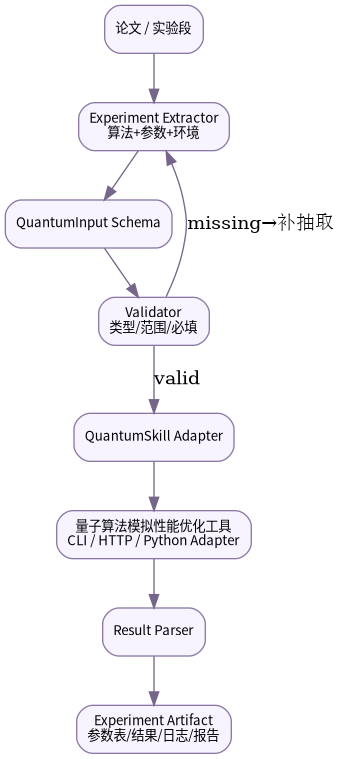 论文 / 实验段
Experiment Extractor
算法+参数+环境
QuantumInput Schema
missing→补抽取
Validator
类型/范围/必填
valid
QuantumSkill Adapter
量子算法模拟性能优化工具
CLI / HTTP / Python Adapter
Result Parser
Experiment Artifact
参数表/结果/日志/报告